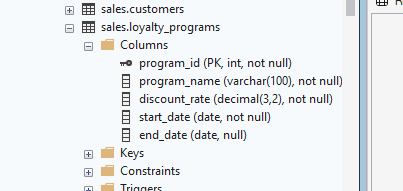 sales.customers
sales.loyalty_programs
Columns
program_id (PK, int, not null)
program_name (varchar(100), not null)
discount_rate (decimal(3,2), not null)
start_date (date, not null)
end_date (date, null)
Keys
Constraints
Triggers